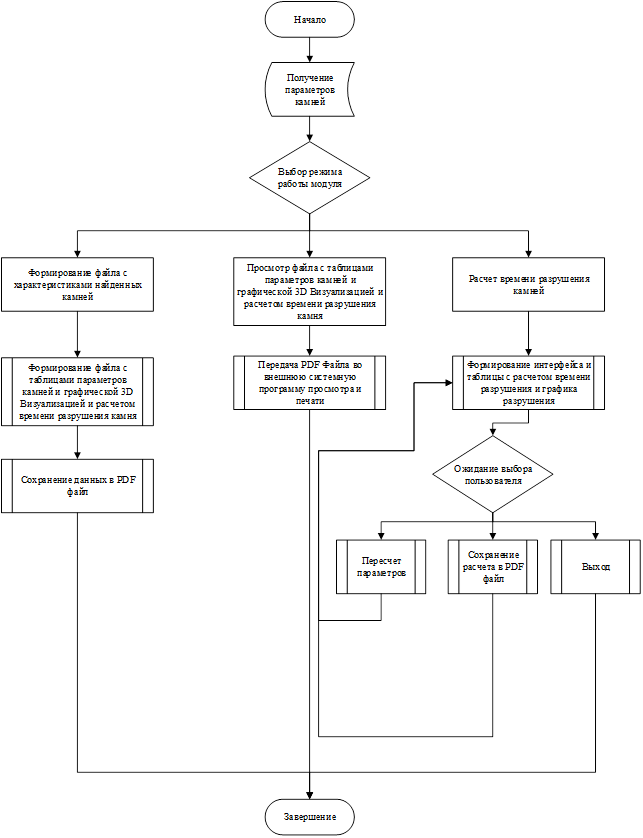 Начало
Получение
параметров
камней
Выбор режима
работы модуля
Формирование файла с
характеристиками найденных
камней
Просмотр файла с таблицами
параметров камней и
графической 3D Визуализацией и
расчетом времени разрушения
камня
Расчет времени разрушения
камней
Формирование файла с
таблицами параметров
камней и графической 3D
Визуализацией и расчетом
времени разрушения камня
Передача PDF Файла во
внешнюю системную
программу просмотра и
печати
Формирование интерфейса и
таблицы с расчетом времени
разрушения и графика
разрушения
Сохранение данных в PDF
файл
Ожидание выбора
пользователя
Пересчет
параметров
Сохранение
расчета в PDF
файл
Выход
Завершение